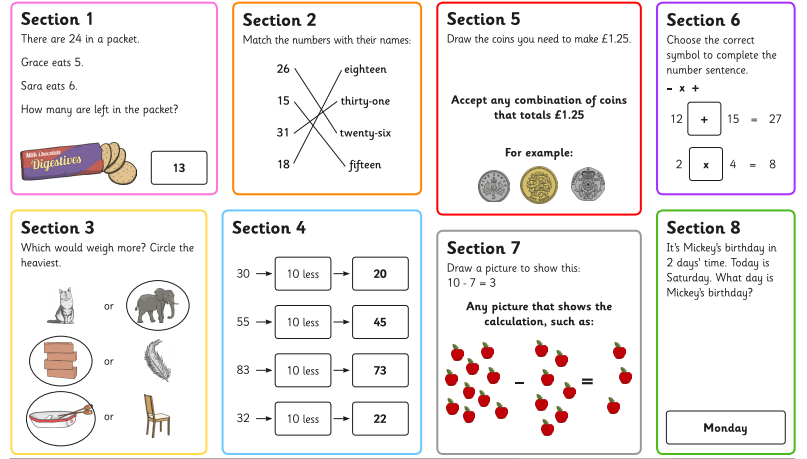 Section 1
There are 24 in a packet.
Grace eats 5.
Sara eats 6.
How many are left in the packet?
Milk Chocolate
Digestives
13
Section 2
Match the numbers with their names:
26
eighteen
15
thirty-one
31
twenty-six
18
fifteen
Section 5
Draw the coins you need to make £1.25.
Accept any combination of coins
that totals £1.25
For example:
Section 6
Choose the correct
symbol to complete the
number sentence.
- x +
12 + 15 = 27
2 x 4 = 8
Section 3
Which would weigh more? Circle the
heaviest.
or
or
or
Section 4
30 → 10 less → 20
55 → 10 less → 45
83 → 10 less → 73
32 → 10 less → 22
Section 7
Draw a picture to show this:
10 - 7 = 3
Any picture that shows the
calculation, such as:
- =
Section 8
It's Mickey's birthday in
2 days' time. Today is
Saturday. What day is
Mickey's birthday?
Monday